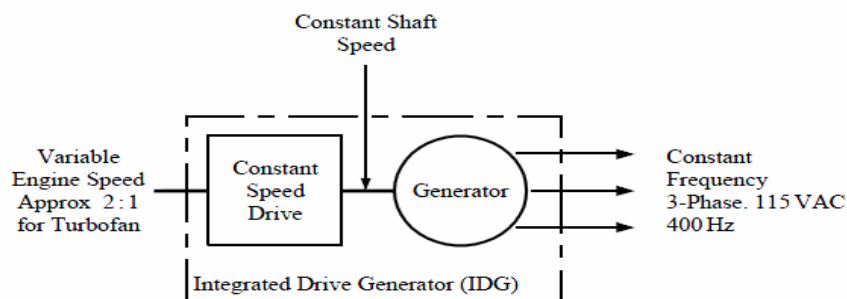 Constant Shaft
Speed
Variable
Engine Speed
Approx 2 : 1
for Turbofan
Constant
Speed
Drive
Generator
Constant
Frequency
3-Phase. 115 VAC
400 Hz
Integrated Drive Generator (IDG)